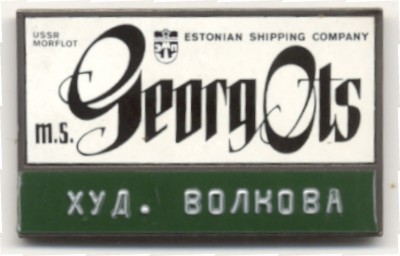 USSR ESTONIAN SHIPPING COMPANY
MORFLOT
m.s. Georg Ots
ХУД. ВОЛКОВА